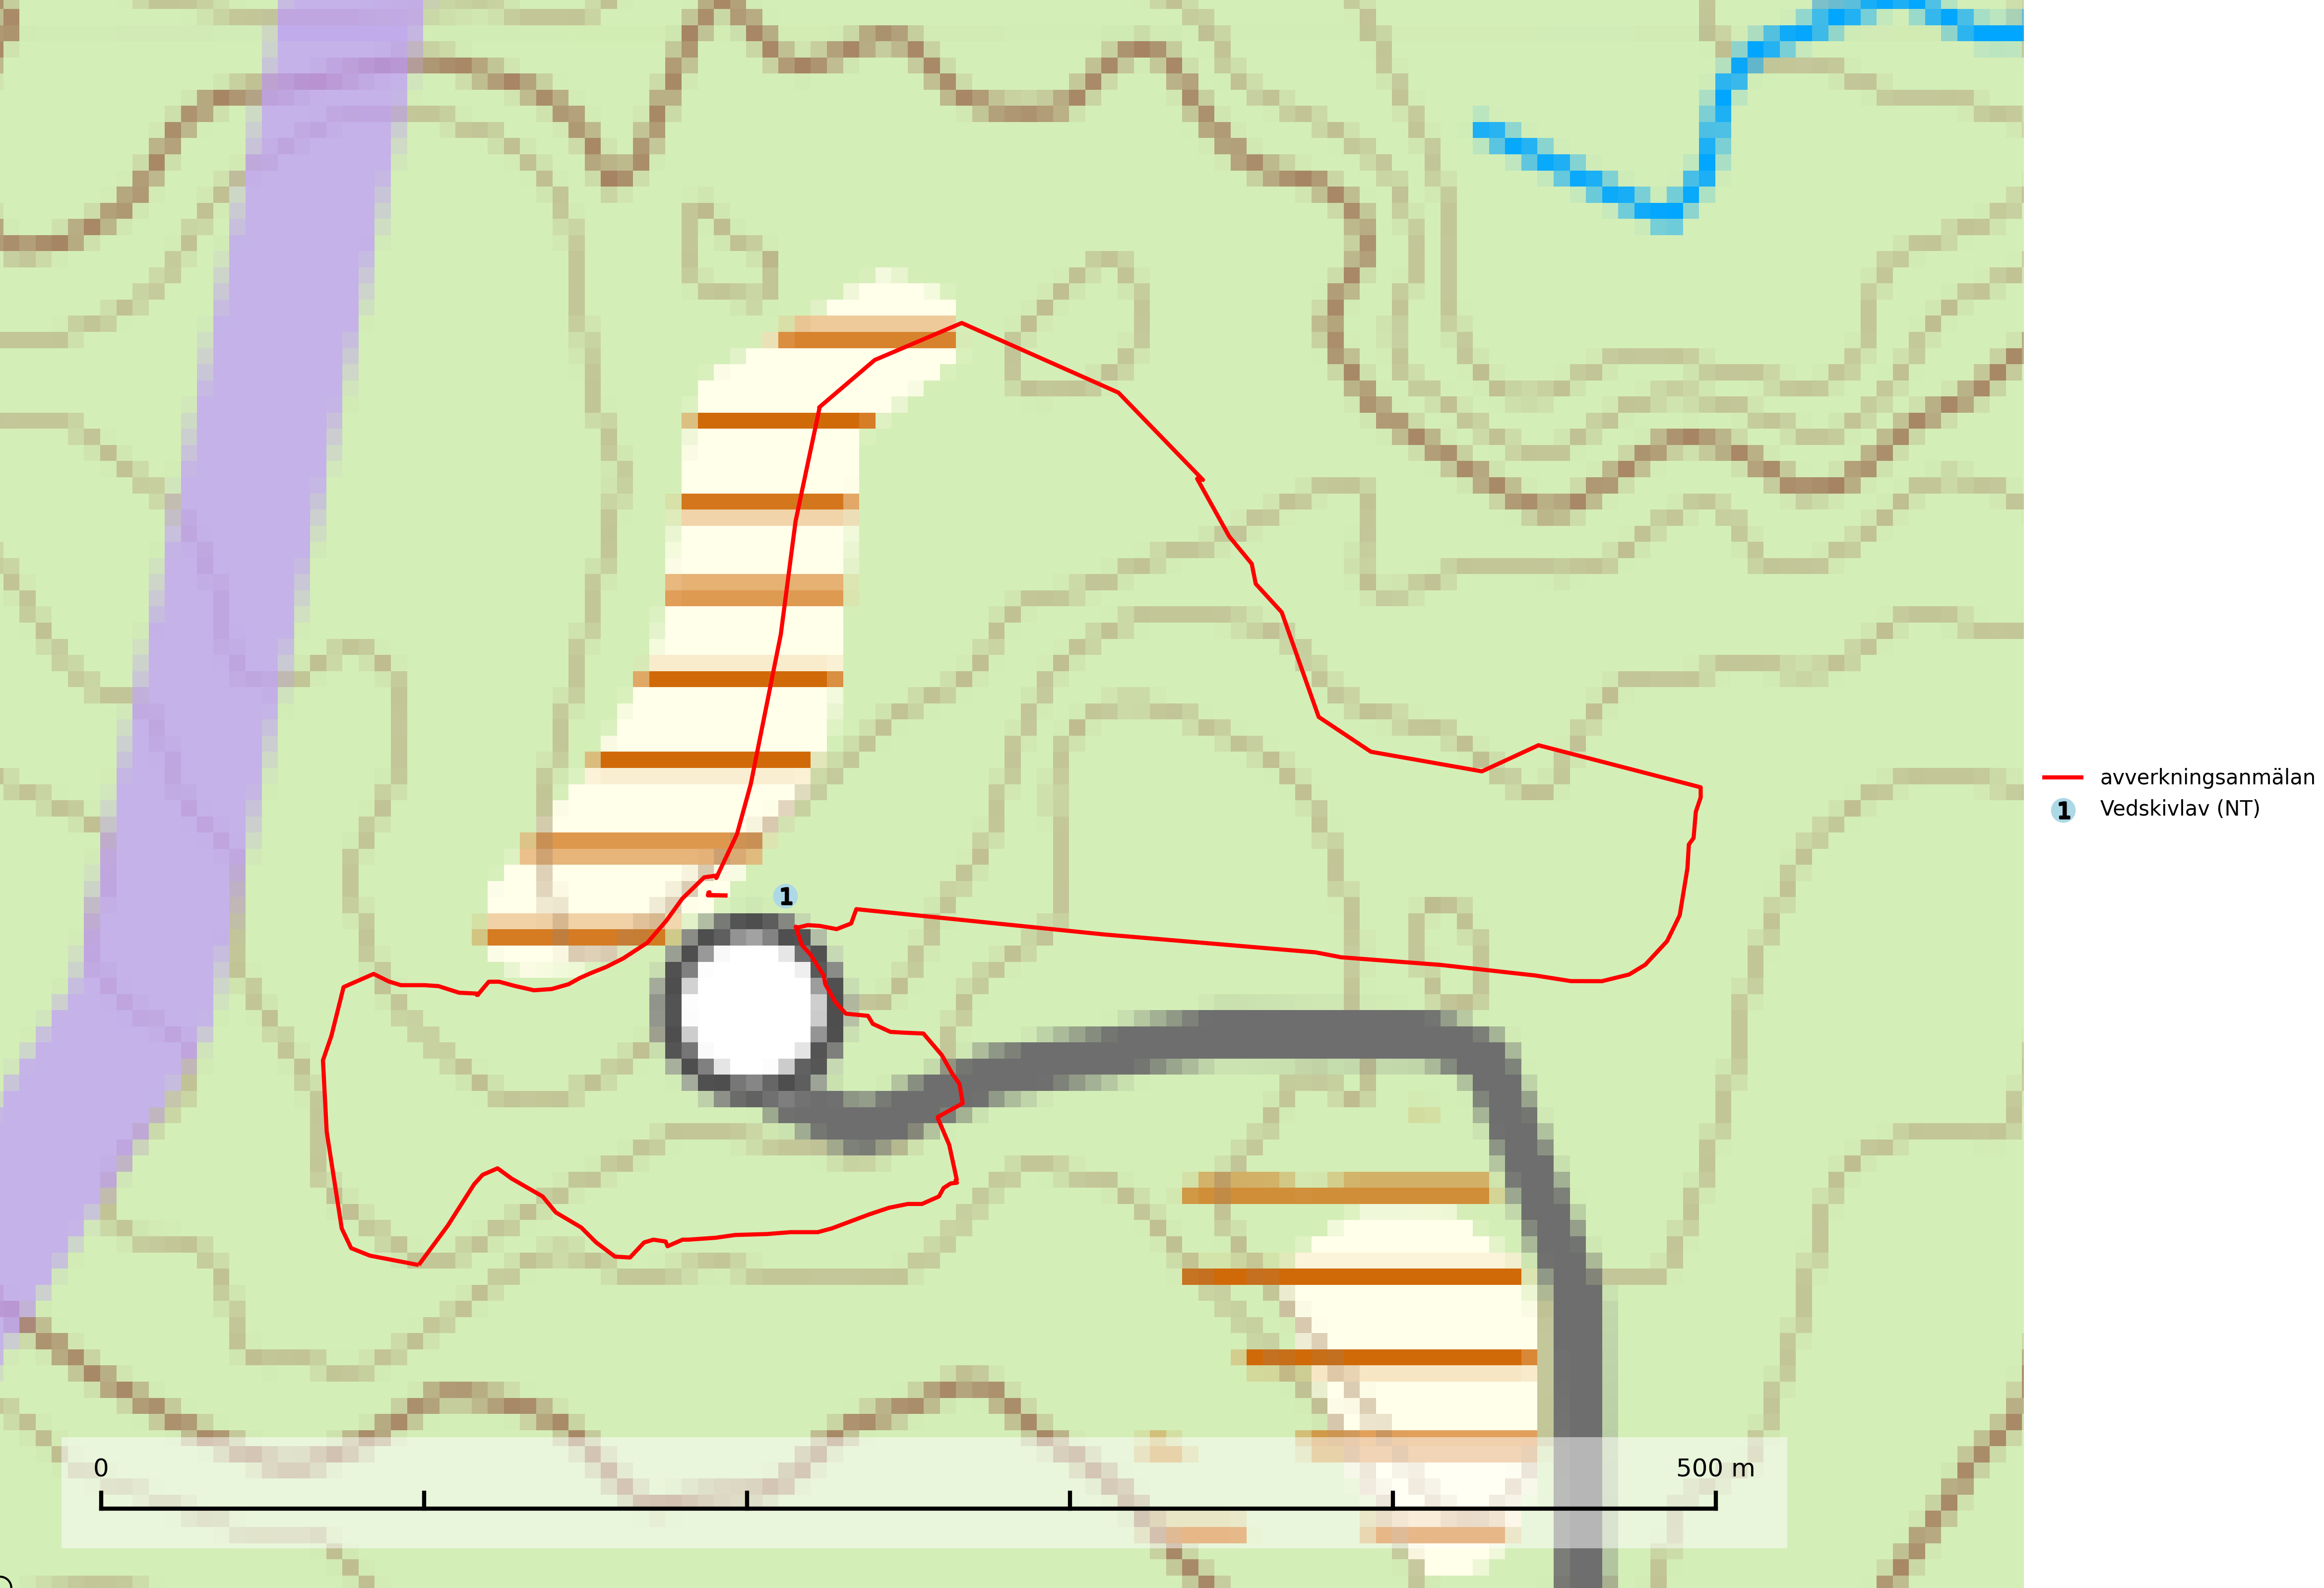 avverkningsanmälan
1 Vedskivlav (NT)
1
0 500 m